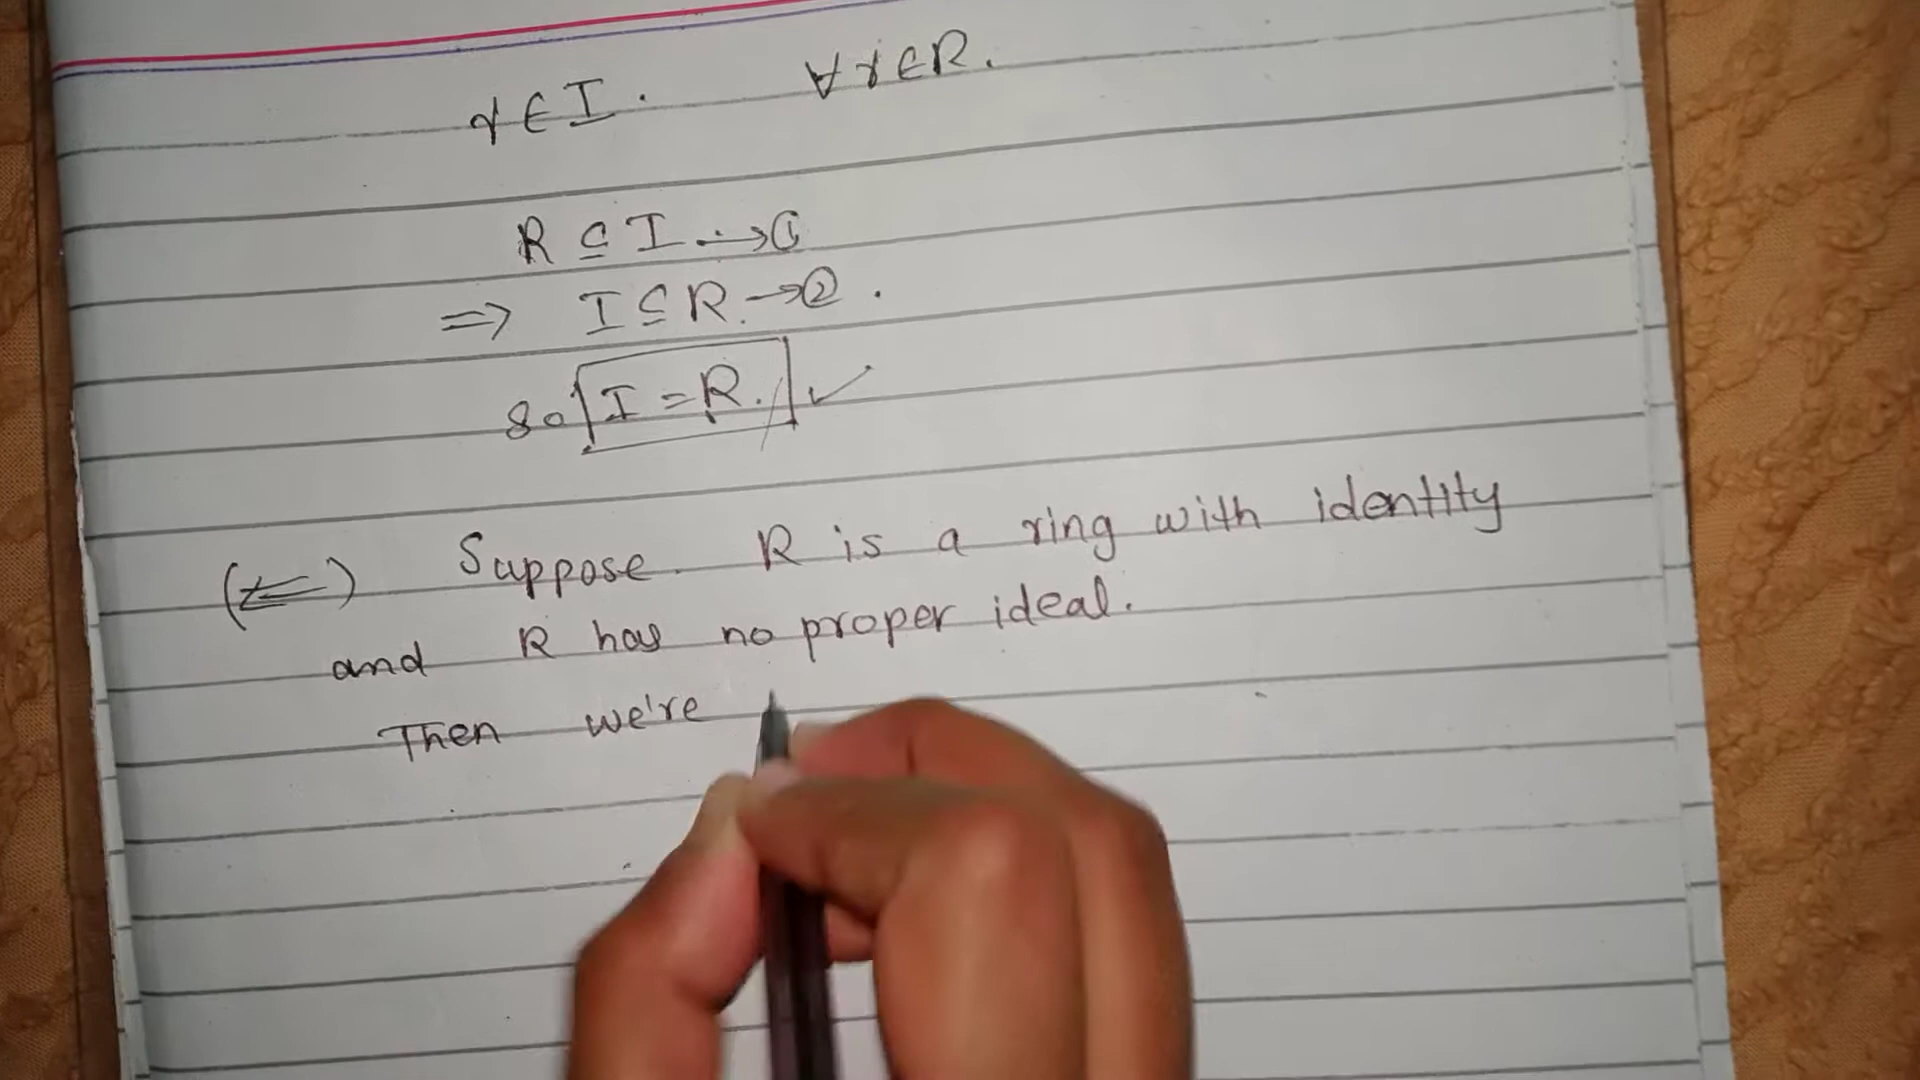 r ∈ I. ∀ r ∈ R.
R ⊆ I → ①
⇒ I ⊆ R → ②.
so I = R. ✓
(⇐) Suppose R is a ring with identity
and R has no proper ideal.
Then we're